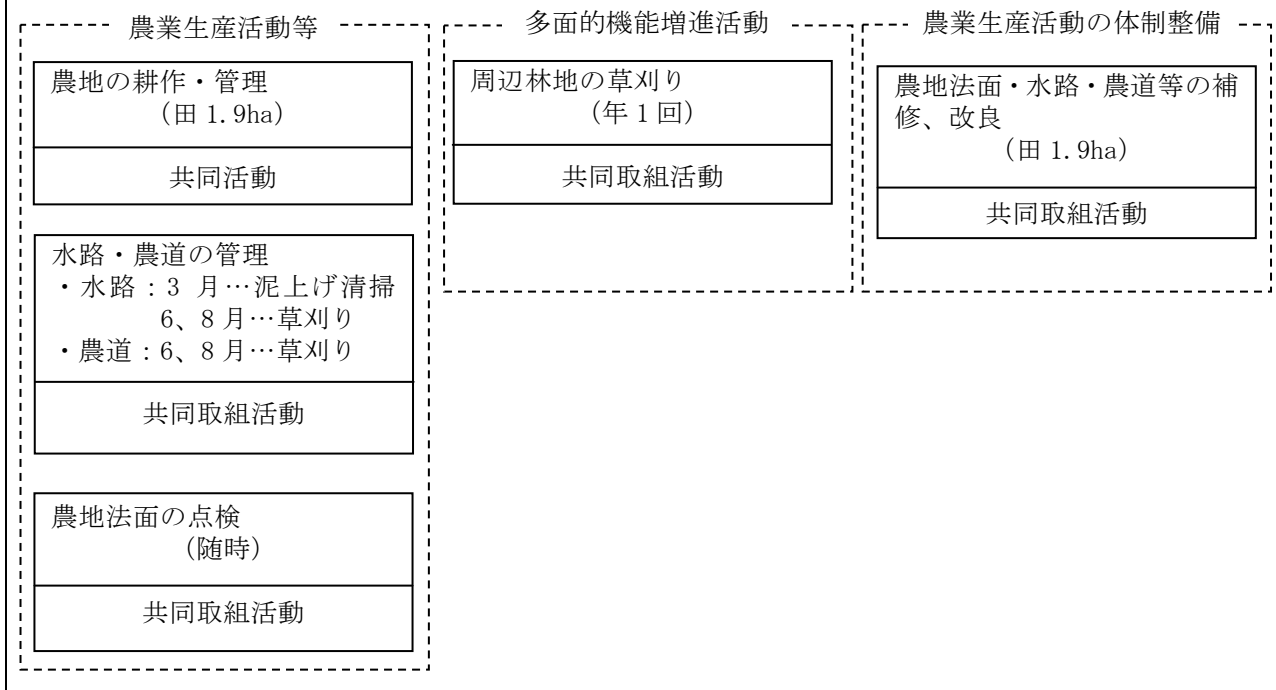 農業生産活動等
農地の耕作・管理
（田 1.9ha）
共同活動
水路・農道の管理
・水路：3 月…泥上げ清掃
6、8 月…草刈り
・農道：6、8 月…草刈り
共同取組活動
農地法面の点検
（随時）
共同取組活動
多面的機能増進活動
周辺林地の草刈り
（年 1 回）
共同取組活動
農業生産活動の体制整備
農地法面・水路・農道等の補
修、改良
（田 1.9ha）
共同取組活動